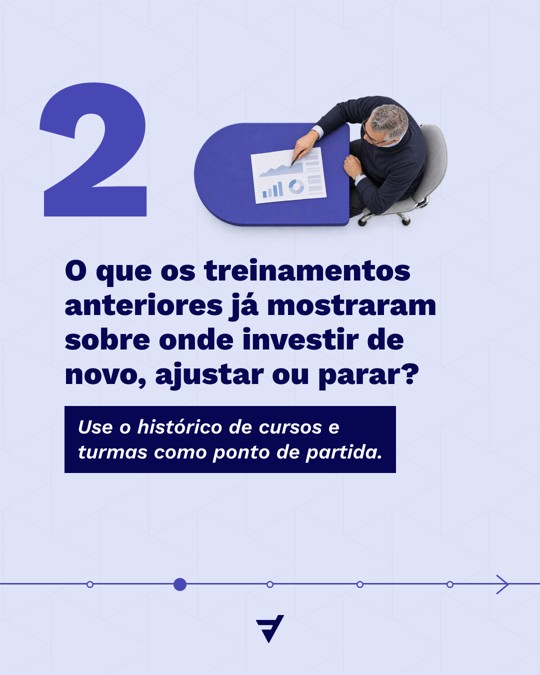 2
O que os treinamentos
anteriores já mostraram
sobre onde investir de
novo, ajustar ou parar?
Use o histórico de cursos e
turmas como ponto de partida.